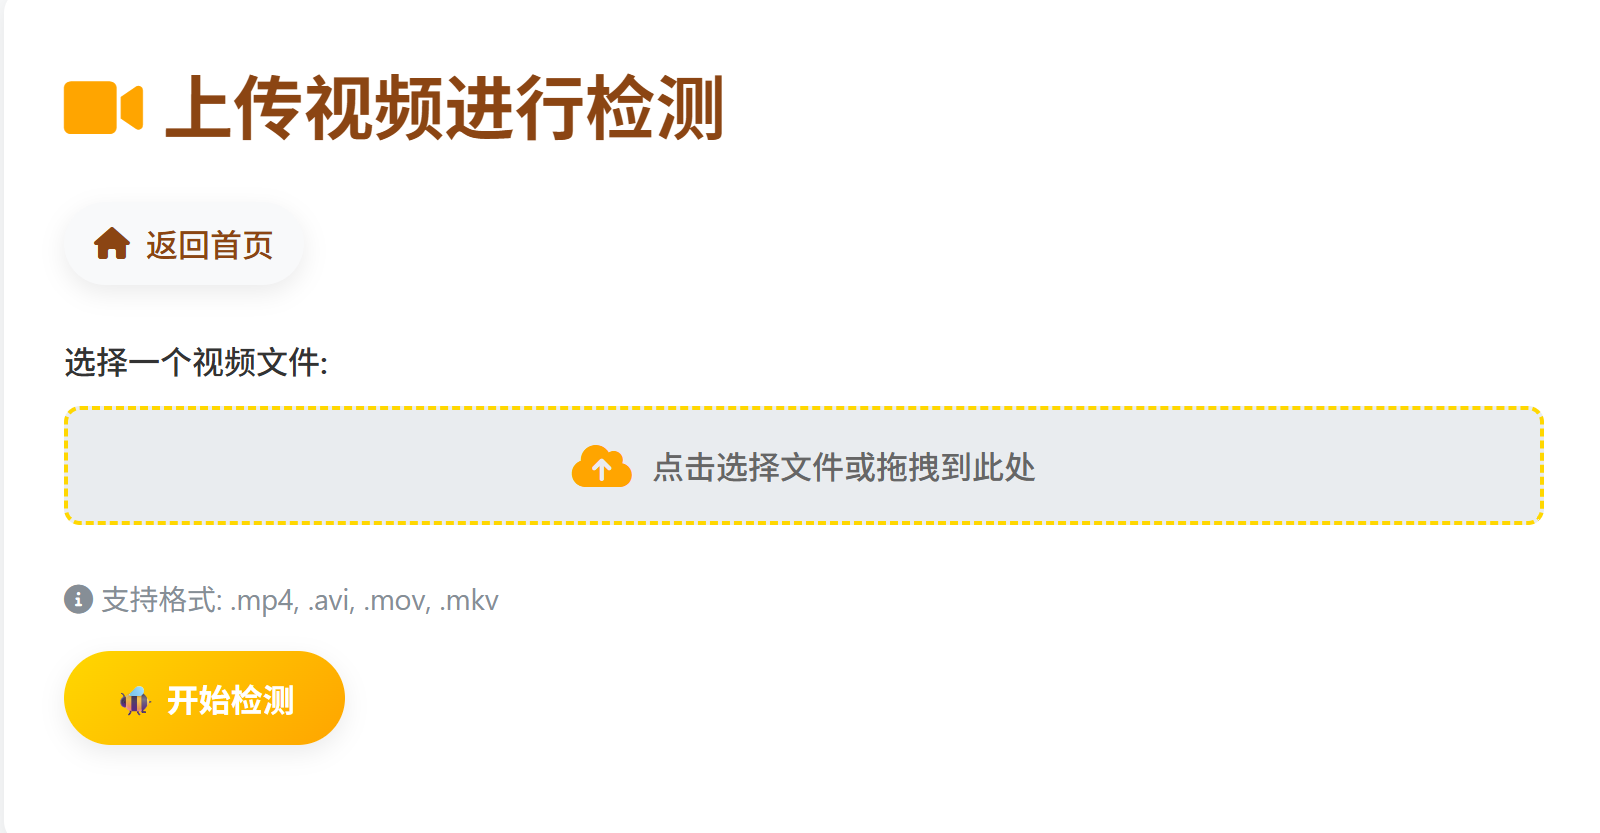 上传视频进行检测
返回首页
选择一个视频文件:
点击选择文件或拖拽到此处
支持格式: .mp4, .avi, .mov, .mkv
开始检测